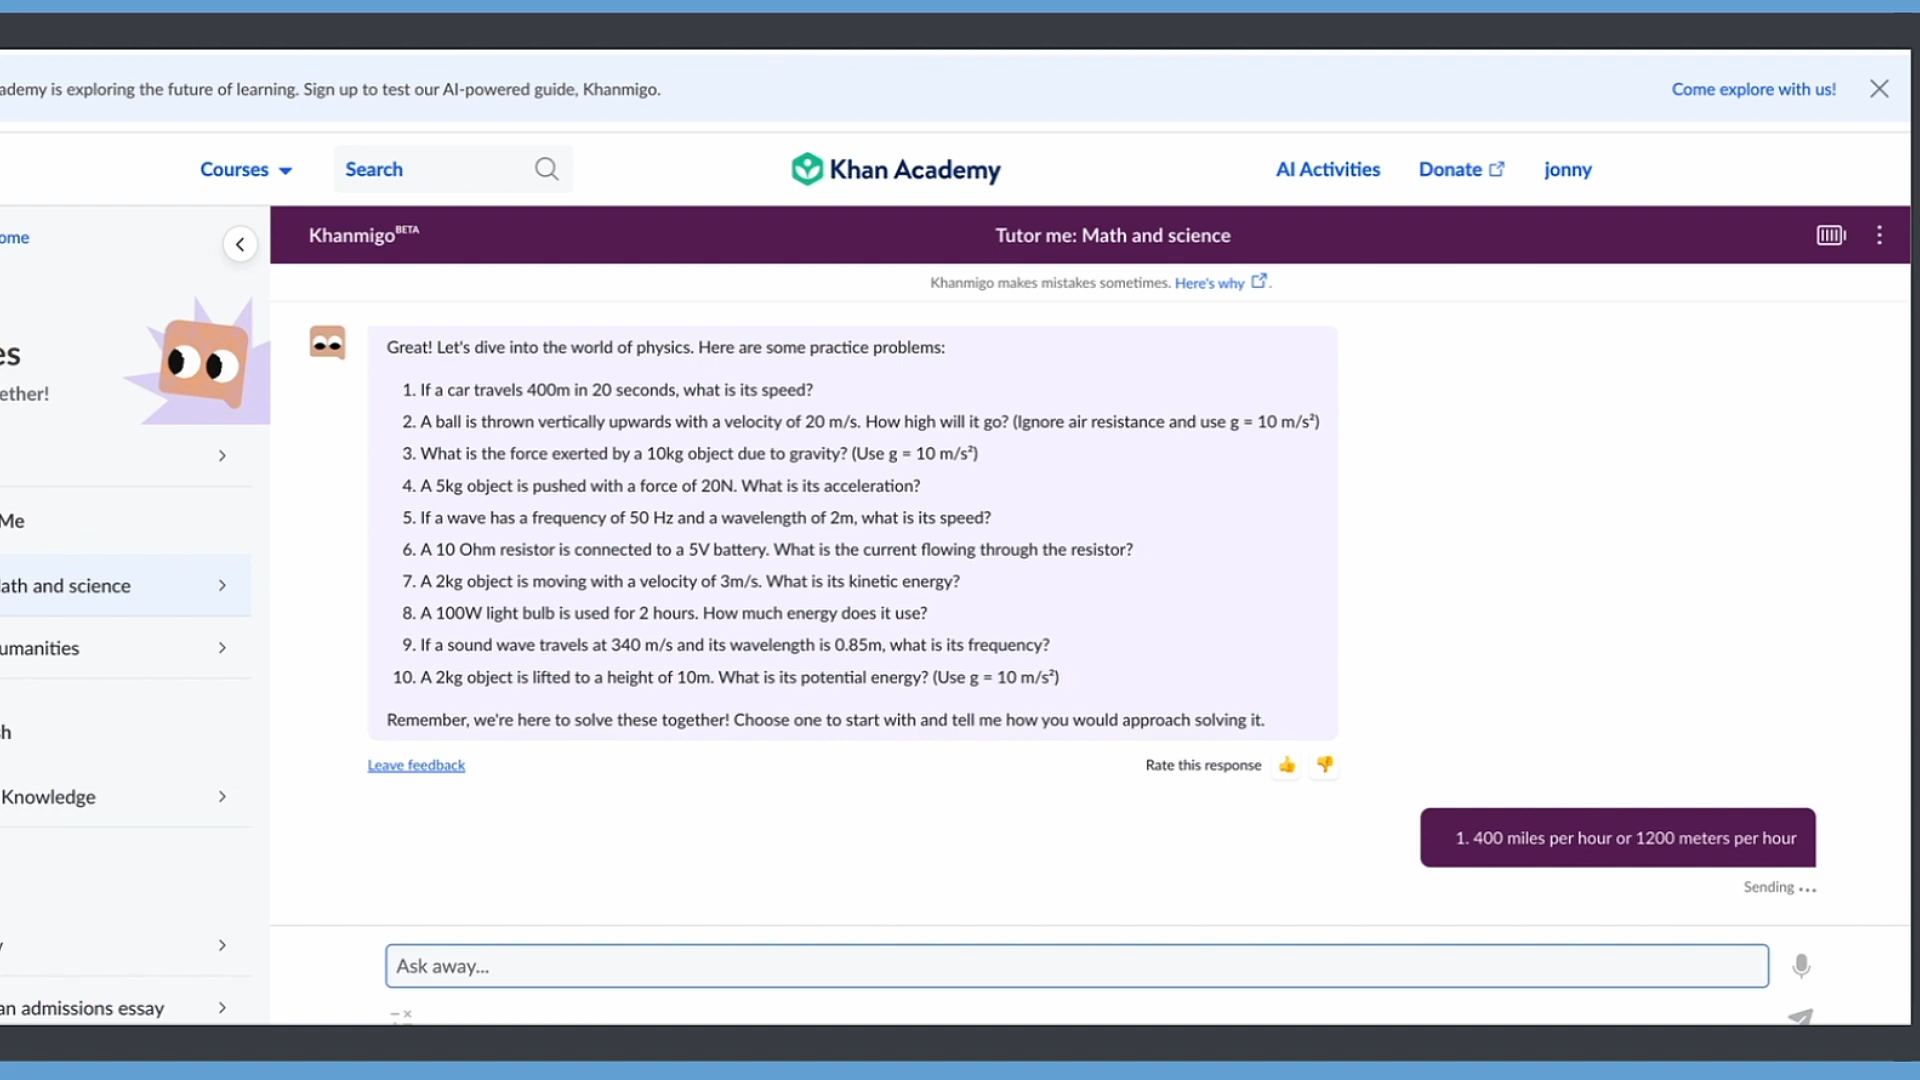 ademy is exploring the future of learning. Sign up to test our AI-powered guide, Khanmigo.
Come explore with us!
Courses
Search
Khan Academy
AI Activities
Donate
jonny
ome
Khanmigo BETA
Tutor me: Math and science
Khanmigo makes mistakes sometimes. Here's why.
es
ether!
Me
ath and science
umanities
h
Knowledge
y
an admissions essay
Great! Let's dive into the world of physics. Here are some practice problems:
1. If a car travels 400m in 20 seconds, what is its speed?
2. A ball is thrown vertically upwards with a velocity of 20 m/s. How high will it go? (Ignore air resistance and use g = 10 m/s²)
3. What is the force exerted by a 10kg object due to gravity? (Use g = 10 m/s²)
4. A 5kg object is pushed with a force of 20N. What is its acceleration?
5. If a wave has a frequency of 50 Hz and a wavelength of 2m, what is its speed?
6. A 10 Ohm resistor is connected to a 5V battery. What is the current flowing through the resistor?
7. A 2kg object is moving with a velocity of 3m/s. What is its kinetic energy?
8. A 100W light bulb is used for 2 hours. How much energy does it use?
9. If a sound wave travels at 340 m/s and its wavelength is 0.85m, what is its frequency?
10. A 2kg object is lifted to a height of 10m. What is its potential energy? (Use g = 10 m/s²)
Remember, we're here to solve these together! Choose one to start with and tell me how you would approach solving it.
Leave feedback
Rate this response
1. 400 miles per hour or 1200 meters per hour
Sending ...
Ask away...